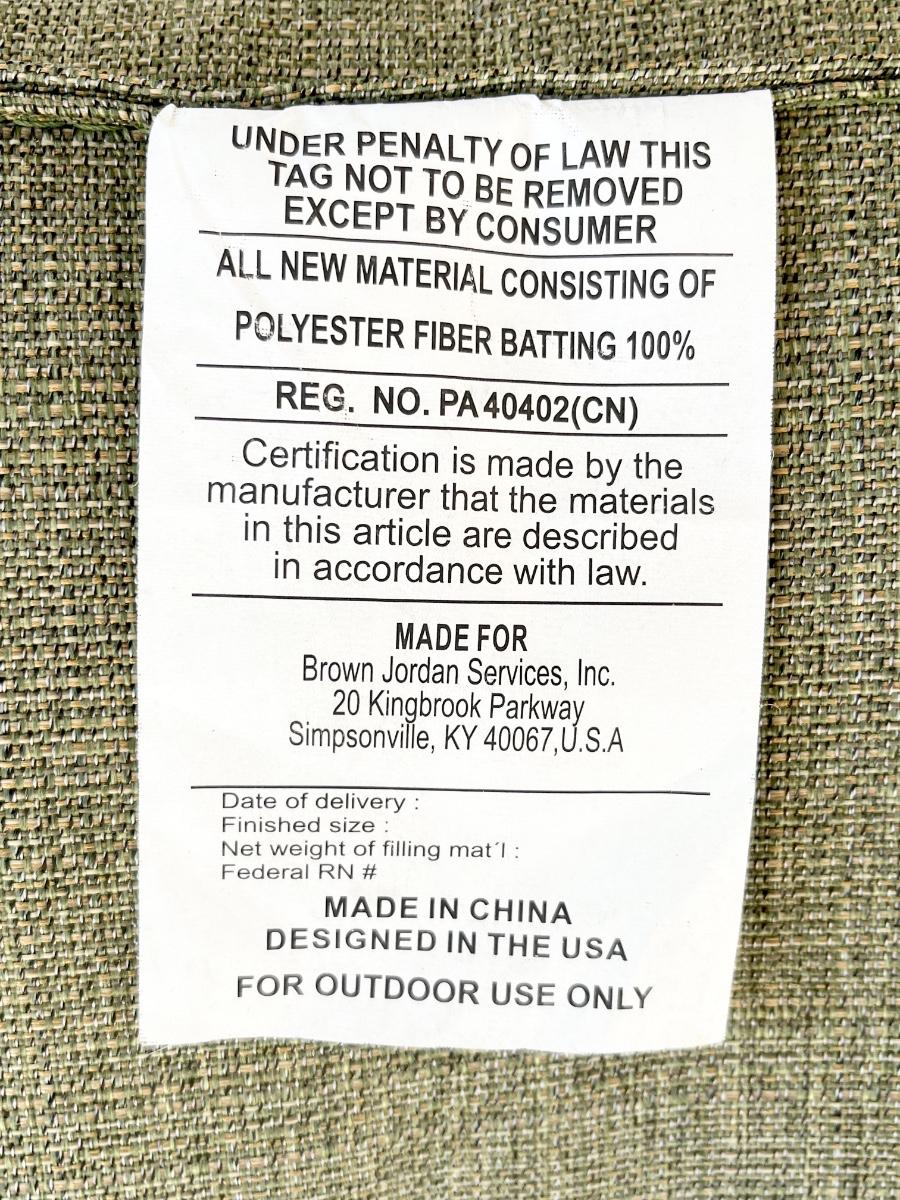 UNDER PENALTY OF LAW THIS
TAG NOT TO BE REMOVED
EXCEPT BY CONSUMER
ALL NEW MATERIAL CONSISTING OF
POLYESTER FIBER BATTING 100%
REG. NO. PA 40402(CN)
Certification is made by the
manufacturer that the materials
in this article are described
in accordance with law.
MADE FOR
Brown Jordan Services, Inc.
20 Kingbrook Parkway
Simpsonville, KY 40067,U.S.A
Date of delivery :
Finished size :
Net weight of filling mat´l :
Federal RN #
MADE IN CHINA
DESIGNED IN THE USA
FOR OUTDOOR USE ONLY